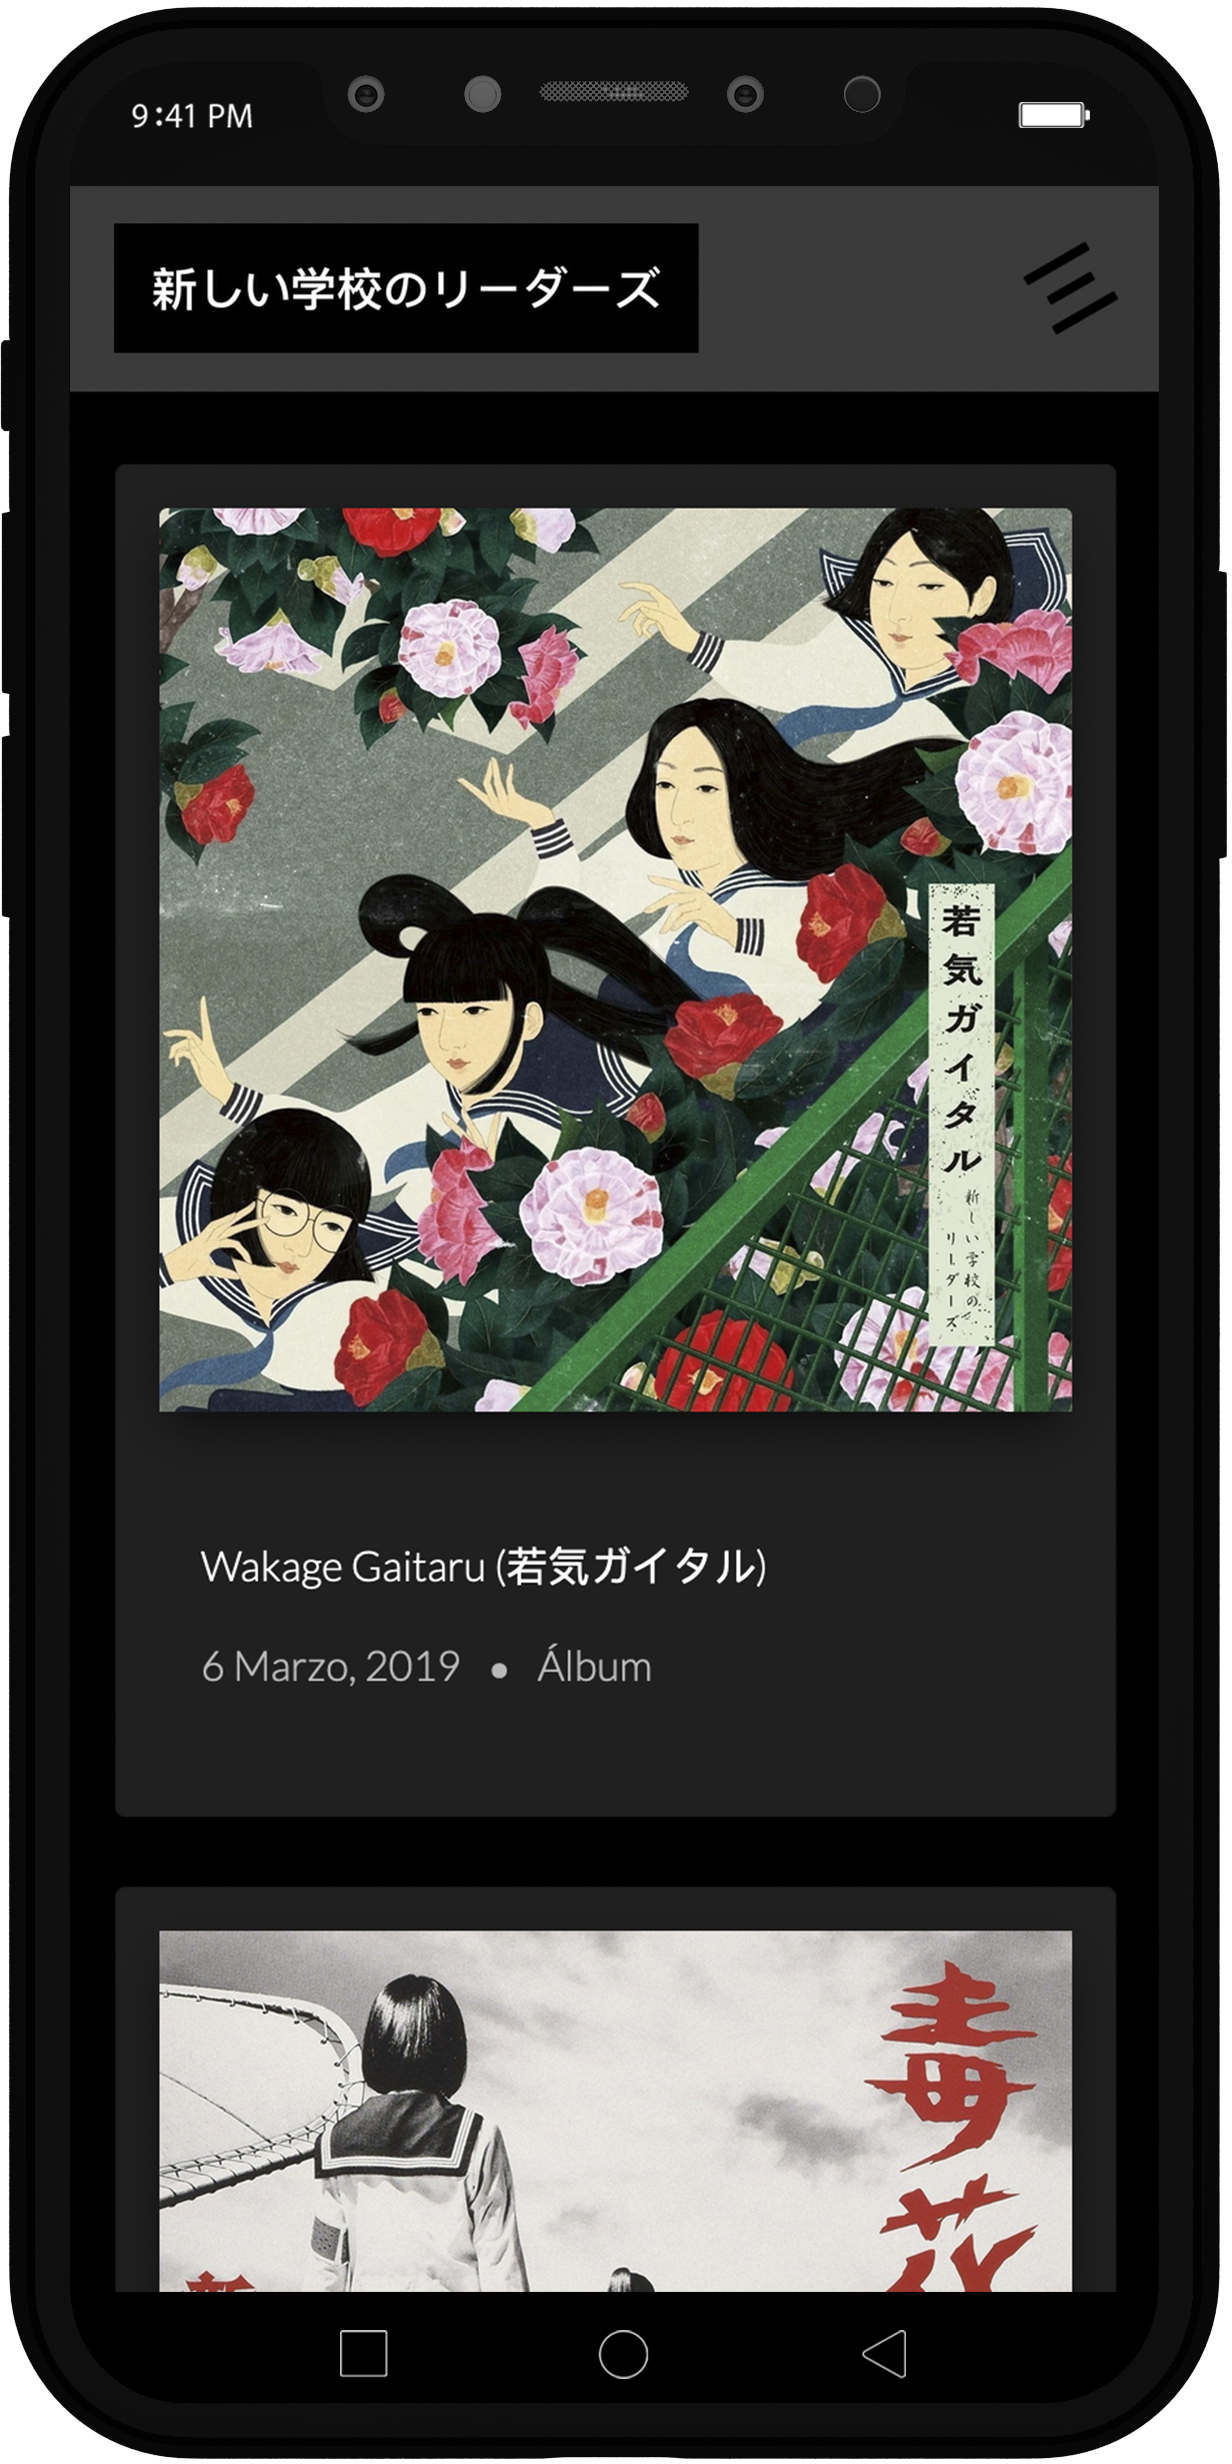 9:41 PM
新しい学校のリーダーズ
若気ガイタル
新しい学校の
リーダーズ
Wakage Gaitaru (若気ガイタル)
6 Marzo, 2019 • Álbum
毒花
新